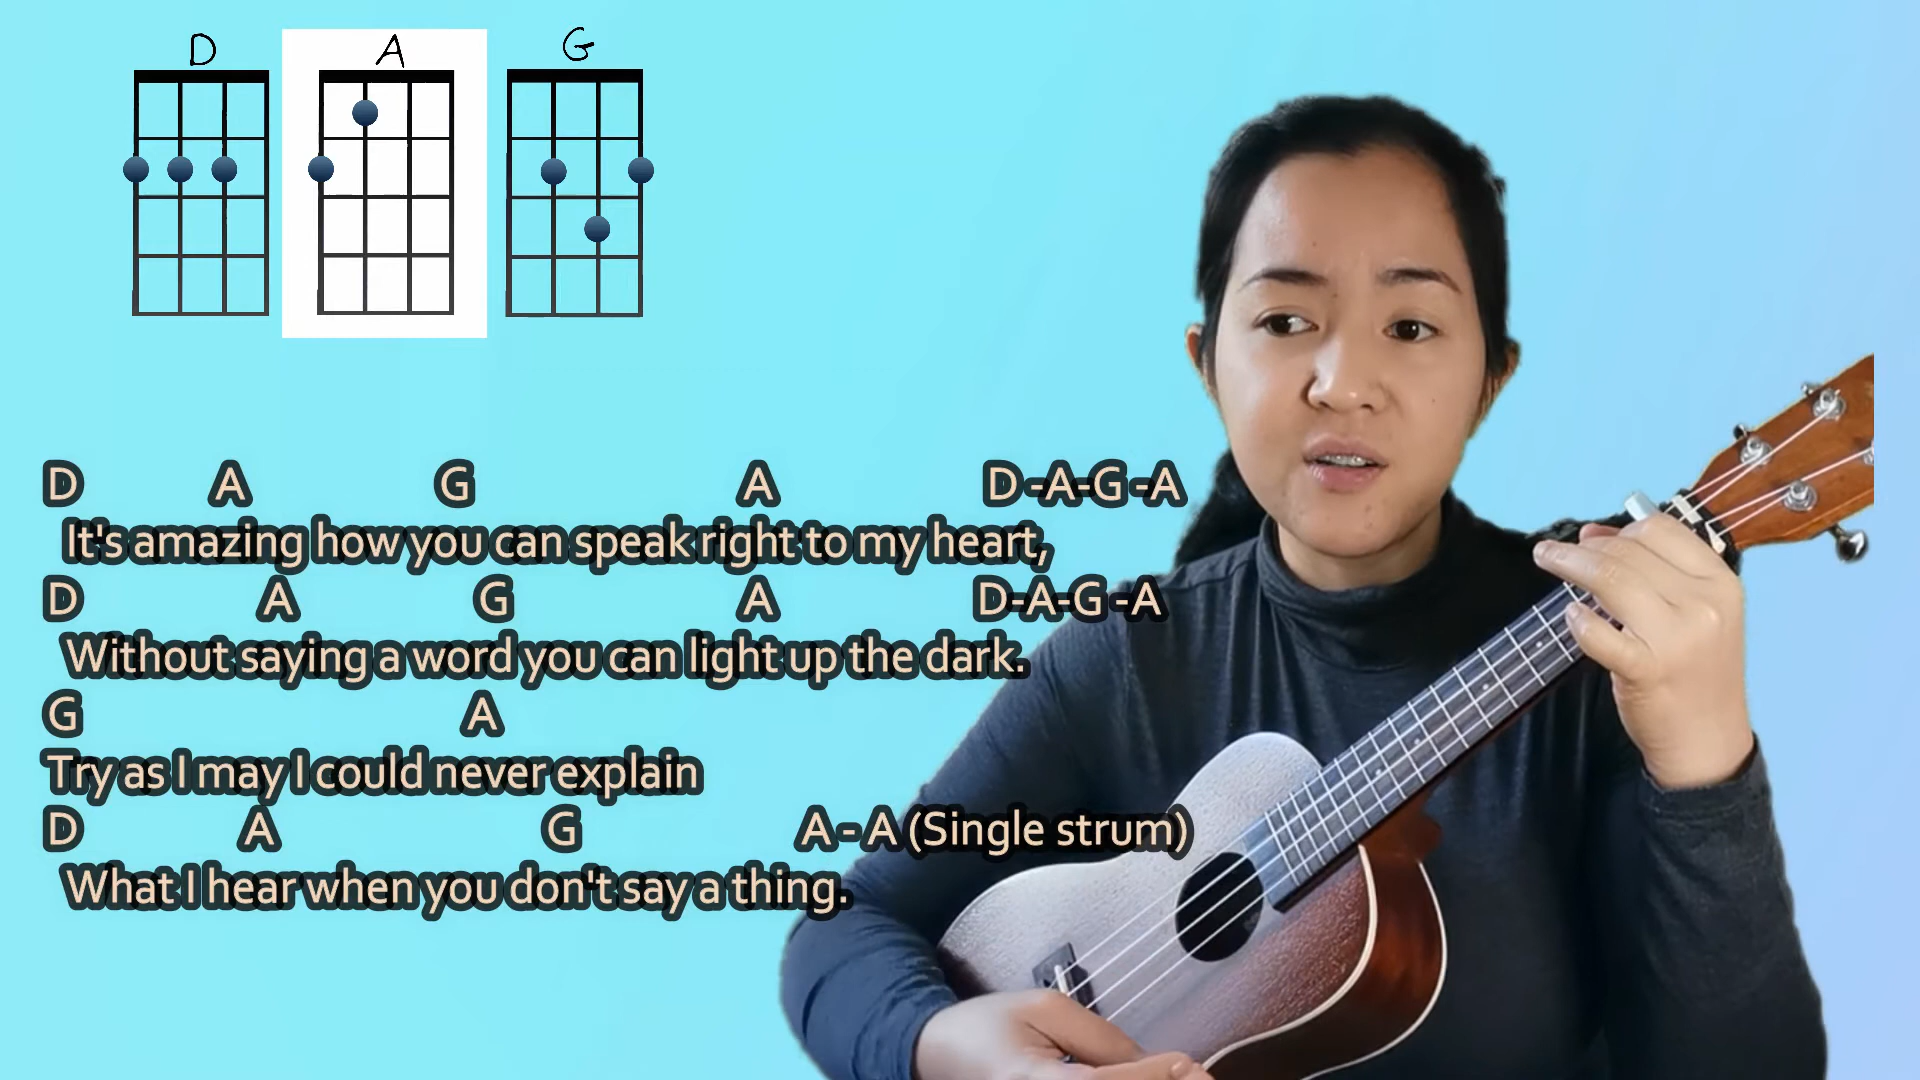 D A G
D A G A D-A-G-A
It's amazing how you can speak right to my heart,
D A G A D-A-G-A
Without saying a word you can light up the dark.
G A
Try as I may I could never explain
D A G A-A (Single strum)
What I hear when you don't say a thing.